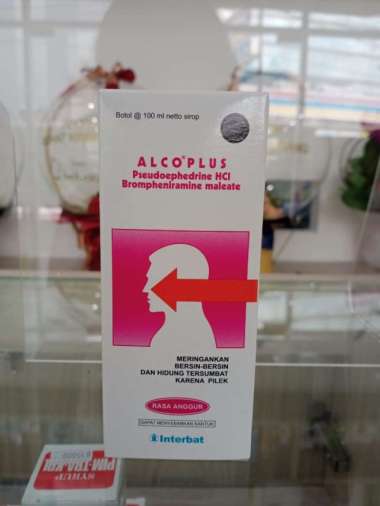 Botol @ 100 ml netto sirop
ALCO® PLUS
Pseudoephedrine HCl
Brompheniramine maleate
MERINGANKAN
BERSIN-BERSIN
DAN HIDUNG TERSUMBAT
KARENA PILEK
RASA ANGGUR
DAPAT MENYEBABKAN KANTUK
Interbat
SYRUP